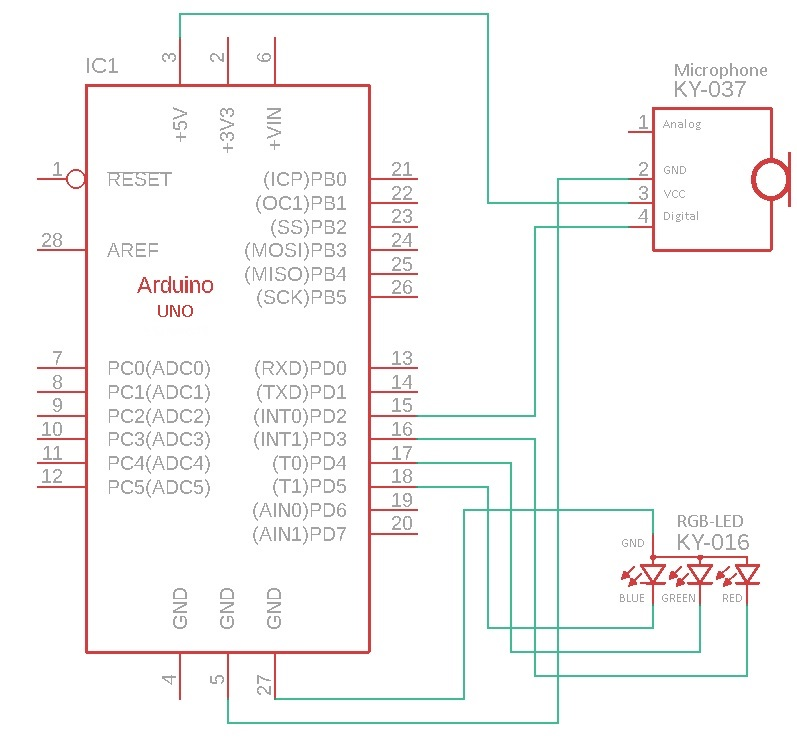 IC1
3
2
6
+5V
+3V3
+VIN
1
RESET
28
AREF
Arduino
UNO
7 PC0(ADC0)
8 PC1(ADC1)
9 PC2(ADC2)
10 PC3(ADC3)
11 PC4(ADC4)
12 PC5(ADC5)
(ICP)PB0 21
(OC1)PB1 22
(SS)PB2 23
(MOSI)PB3 24
(MISO)PB4 25
(SCK)PB5 26
(RXD)PD0 13
(TXD)PD1 14
(INT0)PD2 15
(INT1)PD3 16
(T0)PD4 17
(T1)PD5 18
(AIN0)PD6 19
(AIN1)PD7 20
GND
GND
GND
4
5
27
Microphone
KY-037
1 Analog
2 GND
3 VCC
4 Digital
RGB-LED
KY-016
GND
BLUE GREEN RED